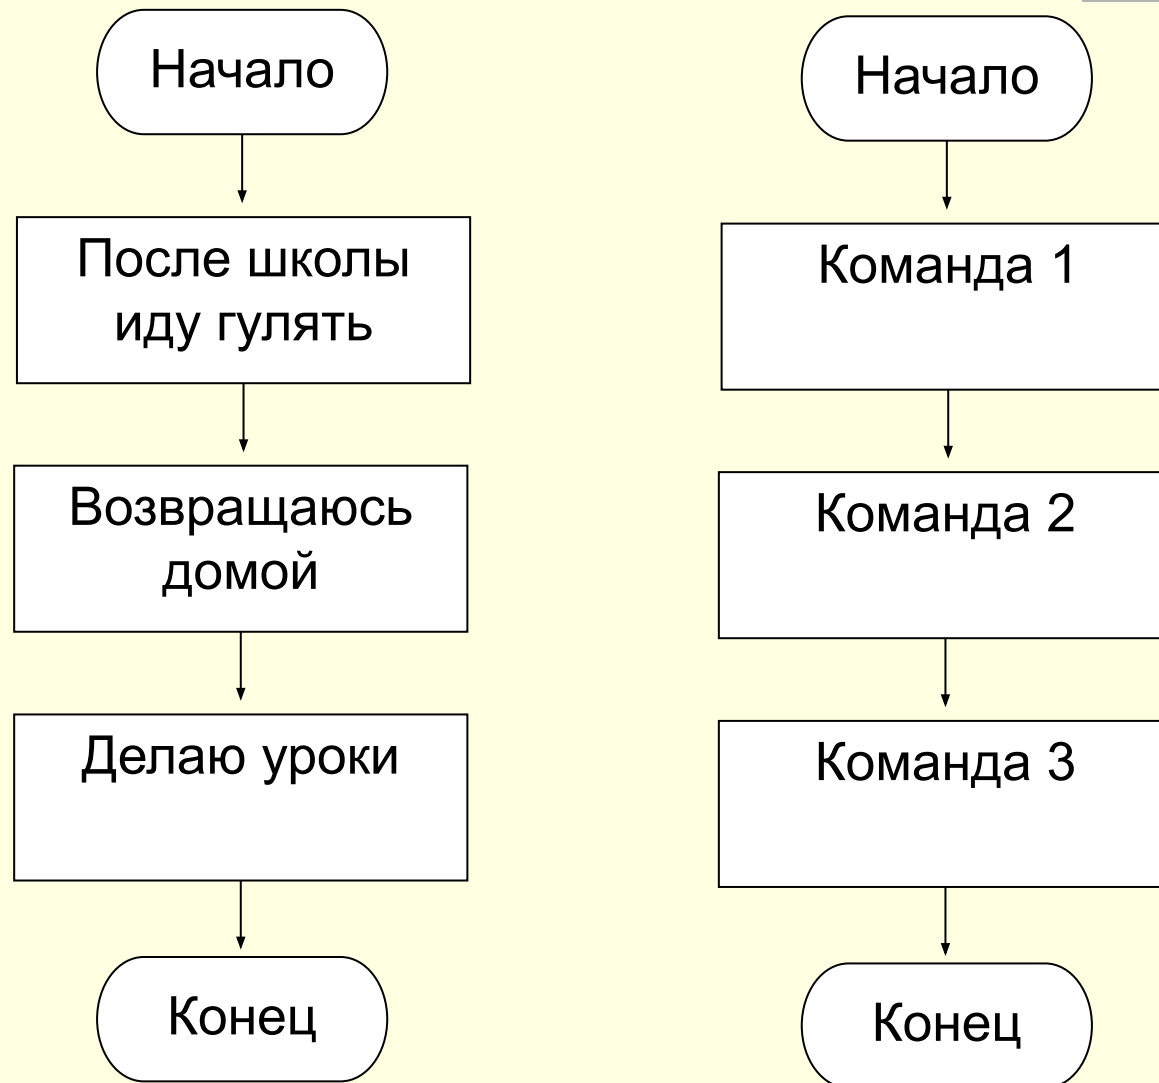 Начало
После школы
иду гулять
Возвращаюсь
домой
Делаю уроки
Конец
Начало
Команда 1
Команда 2
Команда 3
Конец